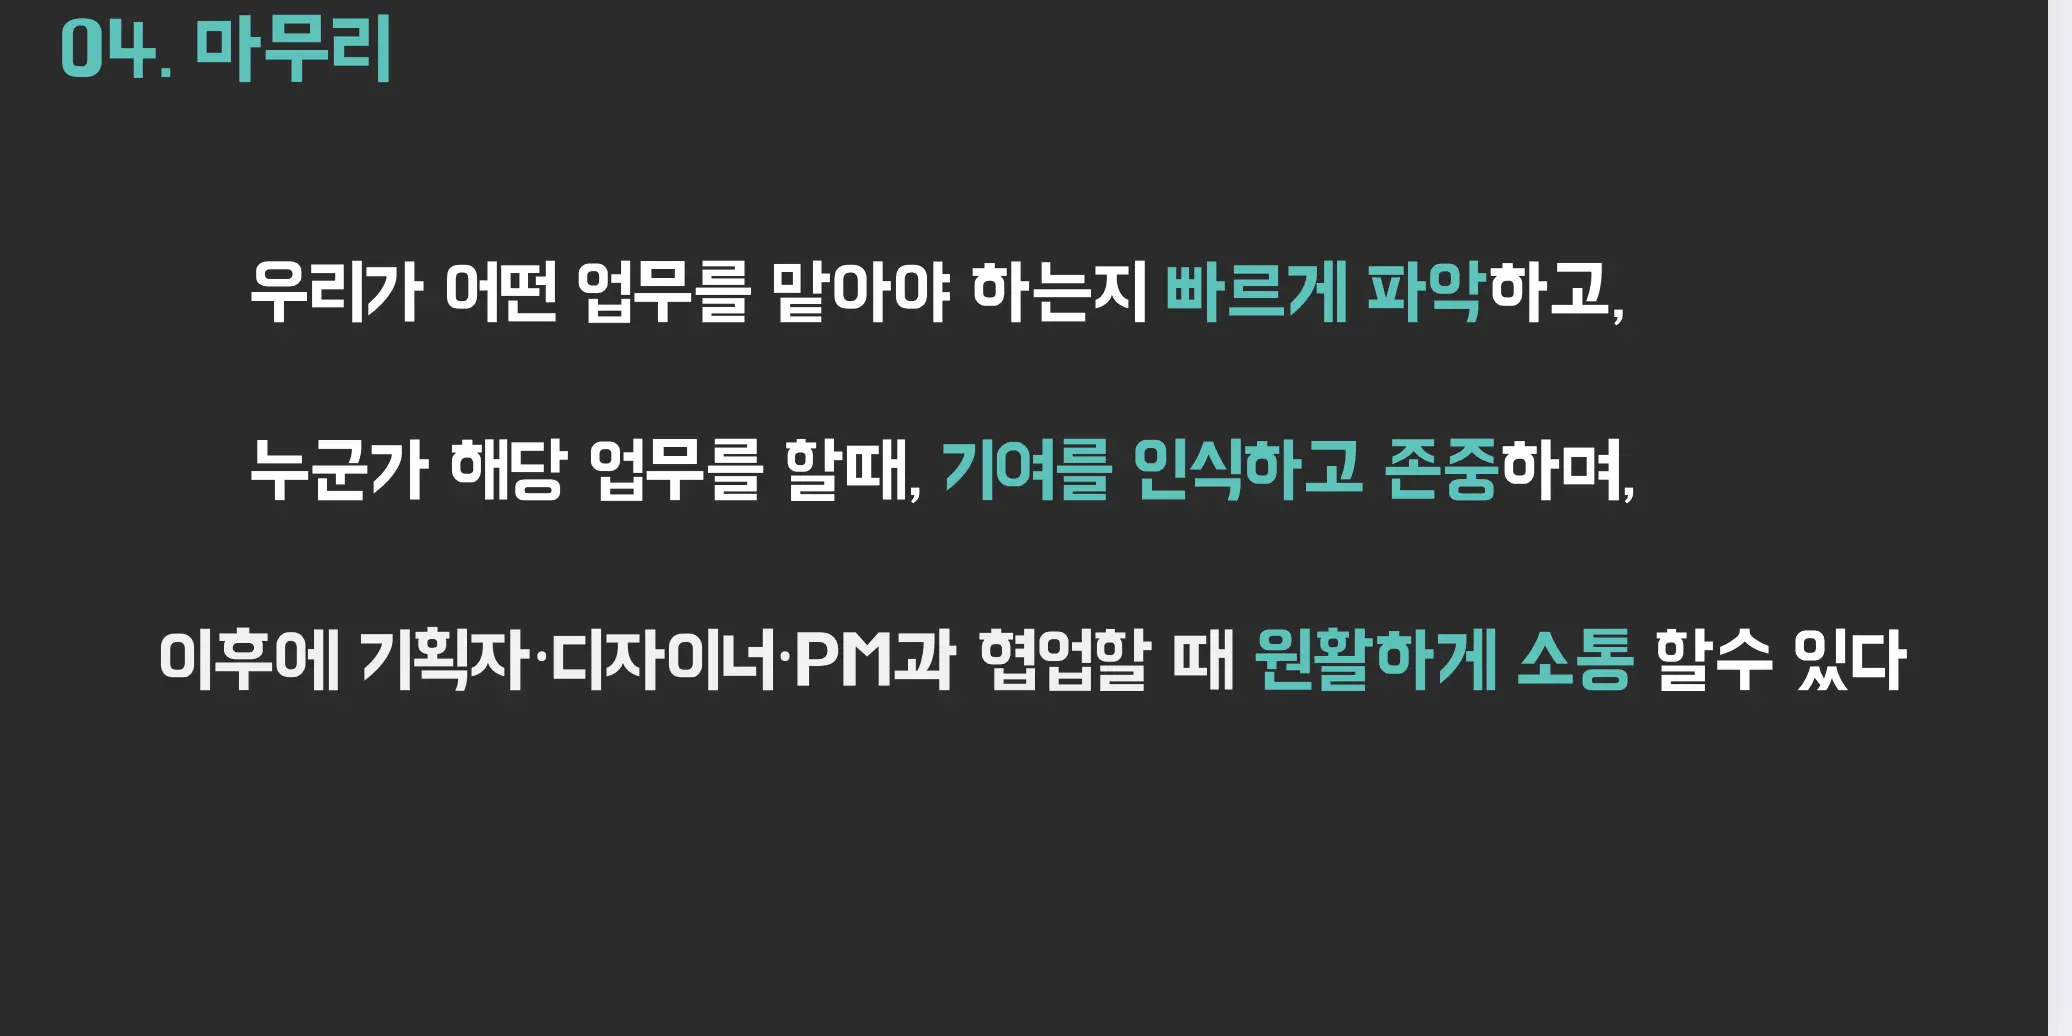 04. 마무리
우리가 어떤 업무를 맡아야 하는지 빠르게 파악하고,
누군가 해당 업무를 할때, 기여를 인식하고 존중하며,
이후에 기획자·디자이너·PM과 협업할 때 원활하게 소통 할수 있다